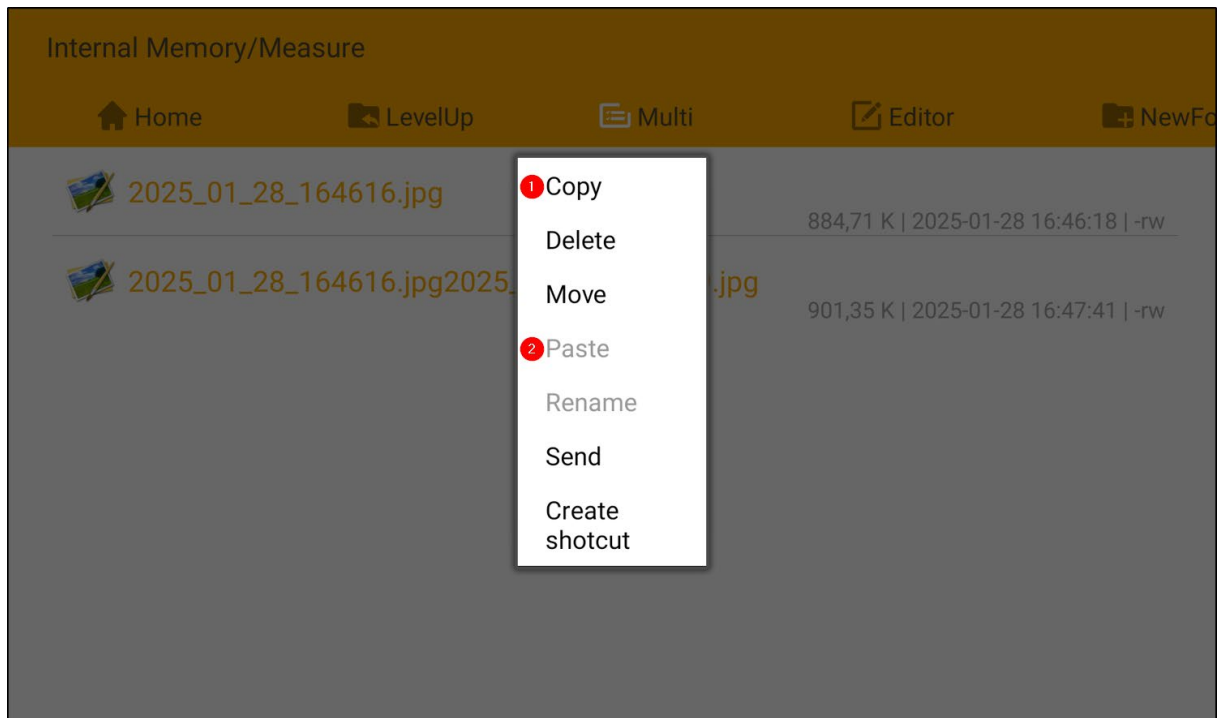 Internal Memory/Measure
Home LevelUp Multi Editor NewFo
2025_01_28_164616.jpg
884,71 K | 2025-01-28 16:46:18 | -rw
2025_01_28_164616.jpg2025_ .jpg
901,35 K | 2025-01-28 16:47:41 | -rw
1 Copy
Delete
Move
2 Paste
Rename
Send
Create
shotcut